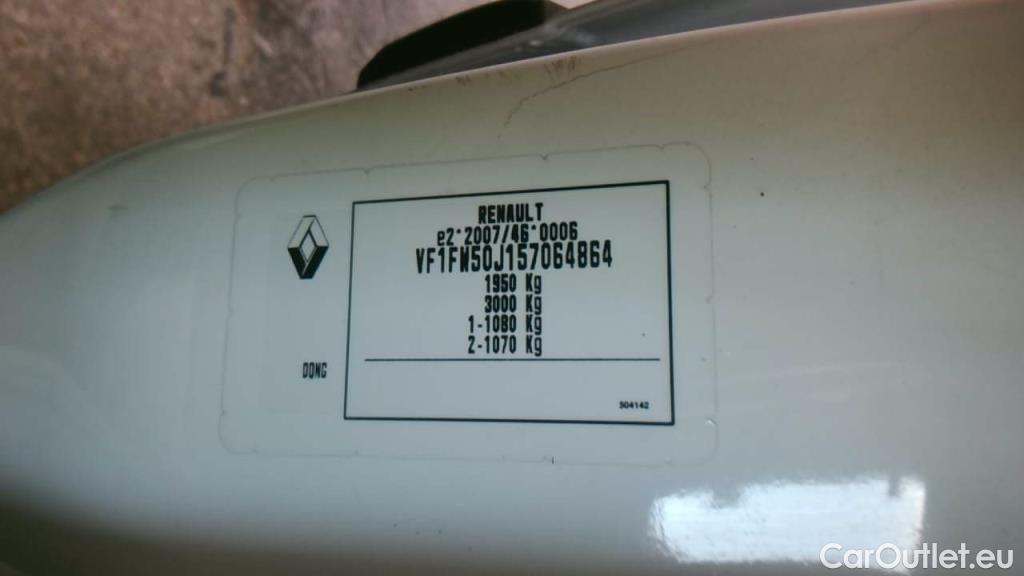 RENAULT
e2*2007/46*0006
VF1FW50J157064864
1950 Kg
3000 Kg
1-1080 Kg
2-1070 Kg
DQNG
504142
CarOutlet.eu